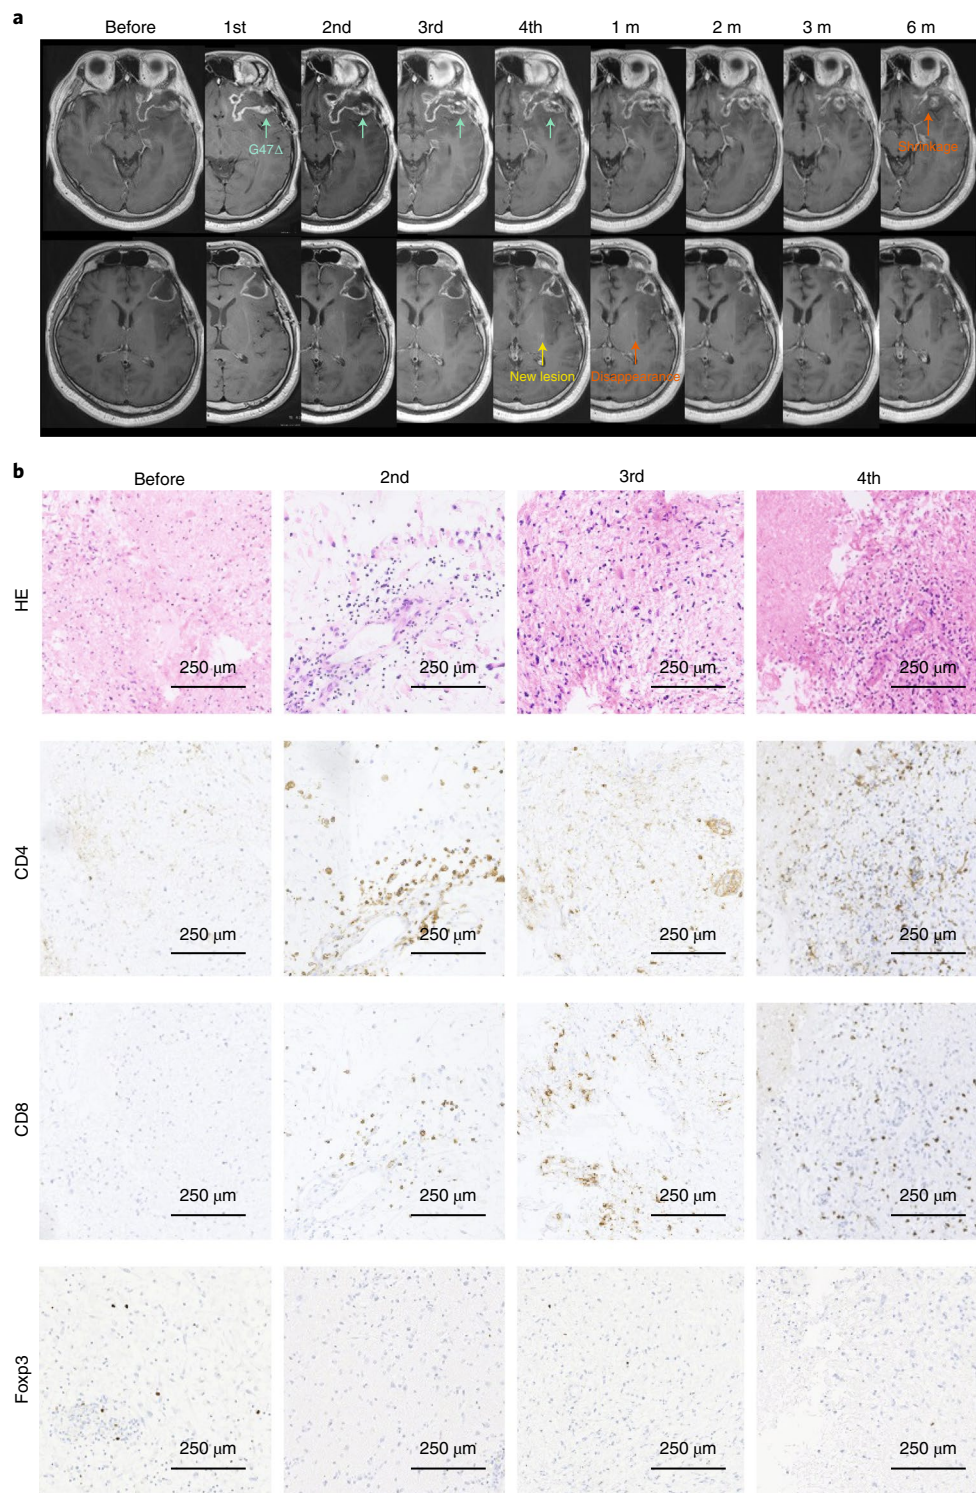 a
Before 1st 2nd 3rd 4th 1 m 2 m 3 m 6 m
G47Δ
Shrinkage
New lesion
Disappearance
b
Before 2nd 3rd 4th
HE
250 μm 250 μm 250 μm 250 μm
CD4
250 μm 250 μm 250 μm 250 μm
CD8
250 μm 250 μm 250 μm 250 μm
Foxp3
250 μm 250 μm 250 μm 250 μm